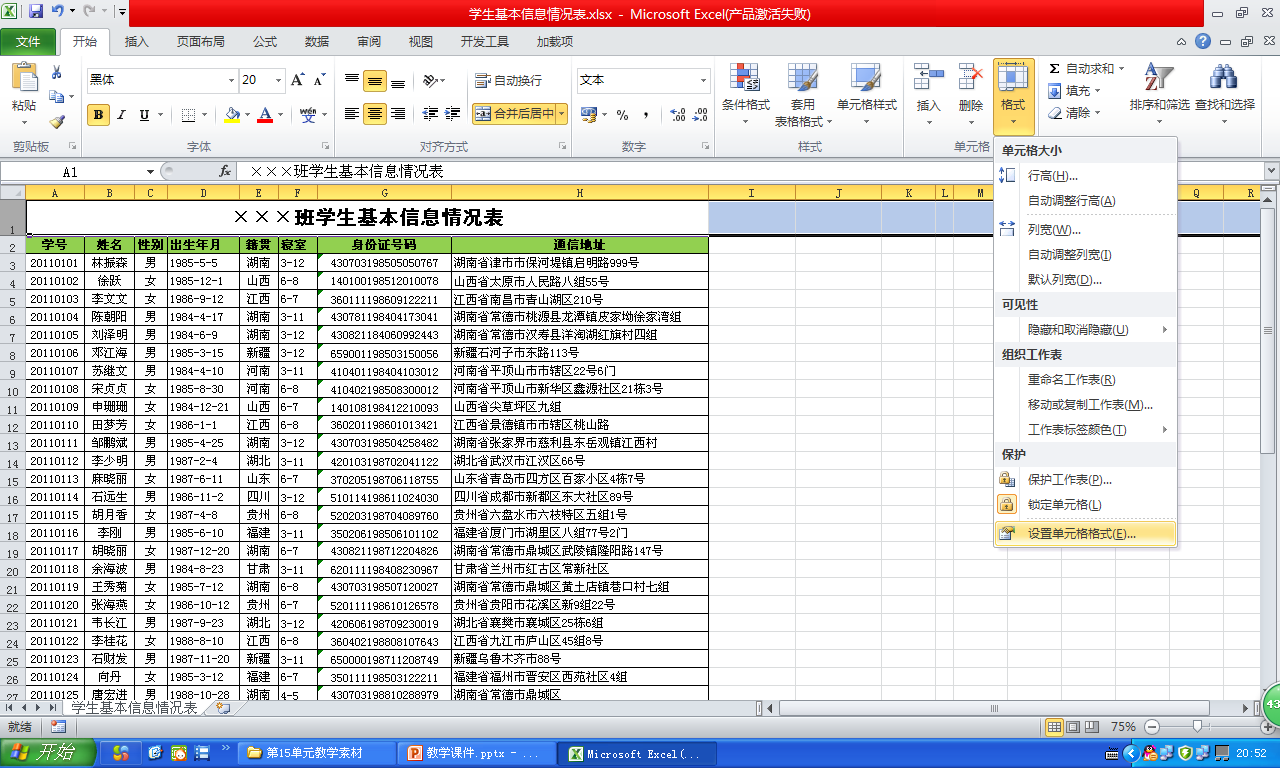 学生基本信息情况表.xlsx - Microsoft Excel(产品激活失败)
文件 开始 插入 页面布局 公式 数据 审阅 视图 开发工具 加载项
黑体 20 自动换行 文本 自动求和
粘贴 合并后居中 条件格式 套用 表格格式 单元格样式 插入 删除 格式 填充 清除 排序和筛选 查找和选择
剪贴板 字体 对齐方式 数字 样式 单元格
A1 fx ×××班学生基本信息情况表
单元格大小
行高(H)...
自动调整行高(A)
列宽(W)...
自动调整列宽(I)
默认列宽(D)...
可见性
隐藏和取消隐藏(U)
组织工作表
重命名工作表(R)
移动或复制工作表(M)...
工作表标签颜色(T)
保护
保护工作表(P)...
锁定单元格(L)
设置单元格格式(E)...
A B C D E F G H I J K L M Q R
1 ×××班学生基本信息情况表
2 学号 姓名 性别 出生年月 籍贯 寝室 身份证号码 通信地址
3 20110101 林振森 男 1985-5-5 湖南 3-12 430703198505050767 湖南省津市市保河堤镇启明路999号
4 20110102 徐跃 女 1985-12-1 山西 6-8 140100198512010078 山西省太原市人民路八组55号
5 20110103 李文文 女 1986-9-12 江西 6-7 360111198609122211 江西省南昌市青山湖区210号
6 20110104 陈朝阳 男 1984-4-17 湖南 3-11 430781198404173041 湖南省常德市桃源县龙潭镇皮家坳徐家湾组
7 20110105 刘泽明 男 1984-6-9 湖南 3-12 430821184060992443 湖南省常德市汉寿县洋淘湖红旗村四组
8 20110106 邓江海 男 1985-3-15 新疆 3-12 659001198503150056 新疆石河子市东路113号
10 20110107 苏继文 男 1984-4-10 河南 3-11 410401198404103012 河南省平顶山市市辖区22号6门
10 20110108 宋贞贞 女 1985-8-30 河南 6-8 410402198508300012 河南省平顶山市新华区鑫源社区21栋3号
11 20110109 申珊珊 女 1984-12-21 山西 6-7 140108198412210093 山西省尖草坪区九组
12 20110110 田梦芳 女 1986-1-1 江西 6-8 360201198601013421 江西省景德镇市市辖区桃山路
13 20110111 邹鹏斌 男 1985-4-25 湖南 3-12 430703198504258482 湖南省张家界市慈利县东岳观镇江西村
14 20110112 李少明 男 1987-2-4 湖北 3-11 420103198702041122 湖北省武汉市江汉区66号
15 20110113 麻晓丽 女 1987-6-11 山东 6-7 370205198706118755 山东省青岛市四方区百家小区4栋7号
16 20110114 石远生 男 1986-11-2 四川 3-12 510114198611024030 四川省成都市新都区东大社区89号
17 20110115 胡月香 女 1987-4-8 贵州 6-8 520203198704089760 贵州省六盘水市六枝特区五组1号
18 20110116 李刚 男 1985-6-10 福建 3-11 350206198506101102 福建省厦门市湖里区八组77号2门
19 20110117 胡晓丽 女 1987-12-20 湖南 6-7 430821198712204826 湖南省常德市鼎城区武陵镇隆阳路147号
20 20110118 余海波 男 1984-8-23 甘肃 3-11 620111198408230967 甘肃省兰州市红古区常新社区
21 20110119 王秀菊 女 1985-7-12 湖南 6-8 430703198507120027 湖南省常德市鼎城区黄土店镇巷口村七组
22 20110120 张海燕 女 1986-10-12 贵州 6-7 520111198610126578 贵州省贵阳市花溪区新9组22号
23 20110121 韦长江 男 1987-9-23 湖北 3-12 420606198709230019 湖北省襄樊市襄城区25栋6组
24 20110122 李桂花 女 1988-8-10 江西 6-8 360402198808107643 江西省九江市庐山区45组8号
25 20110123 石财发 男 1987-11-20 新疆 3-11 650000198711208749 新疆乌鲁木齐市88号
26 20110124 向丹 女 1985-3-12 福建 6-7 350111198503122211 福建省福州市晋安区西苑社区4组
27 20110125 唐宏进 男 1988-10-28 湖南 4-5 430703198810288979 湖南省常德市鼎城区
学生基本信息情况表
就绪 75%
43
开始 第15单元教学素材 教学课件.pptx - ... Microsoft Excel(... 20:52